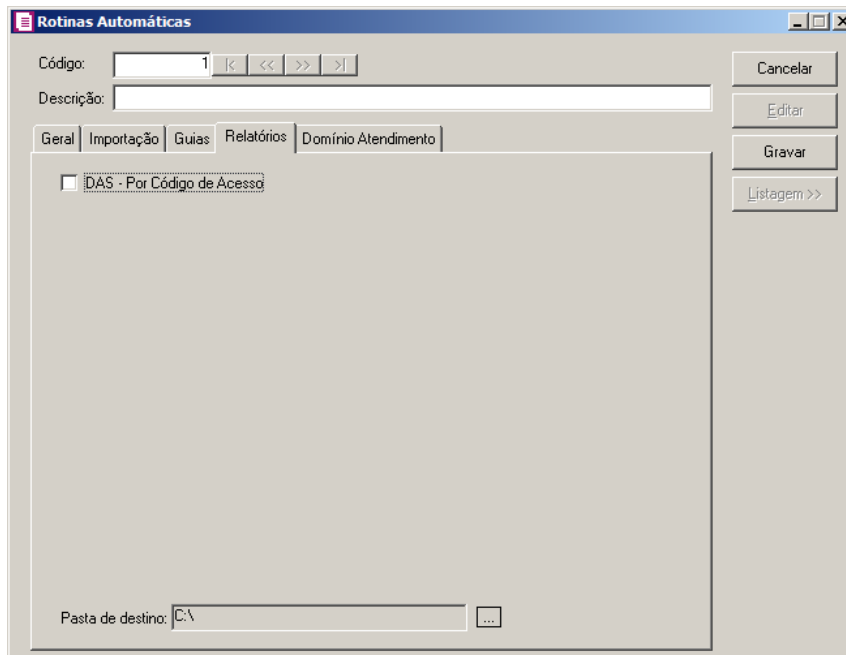 Rotinas Automáticas
Código: 1 |< << >> >|
Descrição:
Geral Importação Guias Relatórios Domínio Atendimento
DAS - Por Código de Acesso
Pasta de destino: C:\ ...
Cancelar
Editar
Gravar
Listagem >>